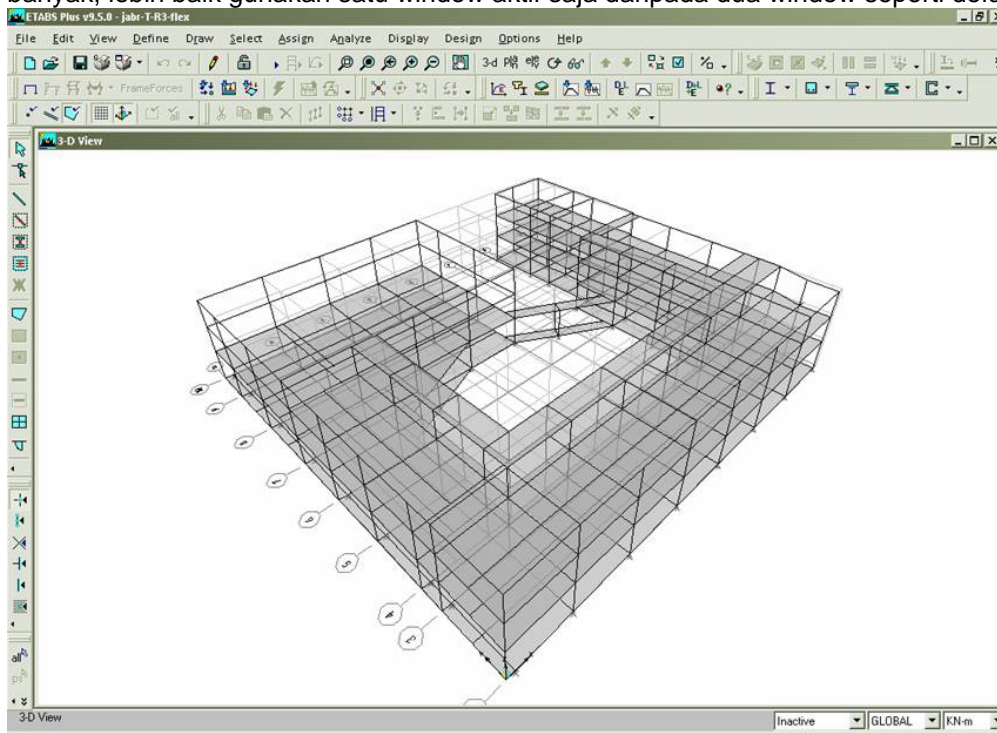 banyak, lebih baik gunakan satu window aktif saja daripada dua window seperti
ETABS Plus v9.5.0 - jabr-T-R3-flex
File Edit View Define Draw Select Assign Analyze Display Design Options Help
3-d
FrameForces
3-D View
all
3-D View
Inactive
GLOBAL
KN-m